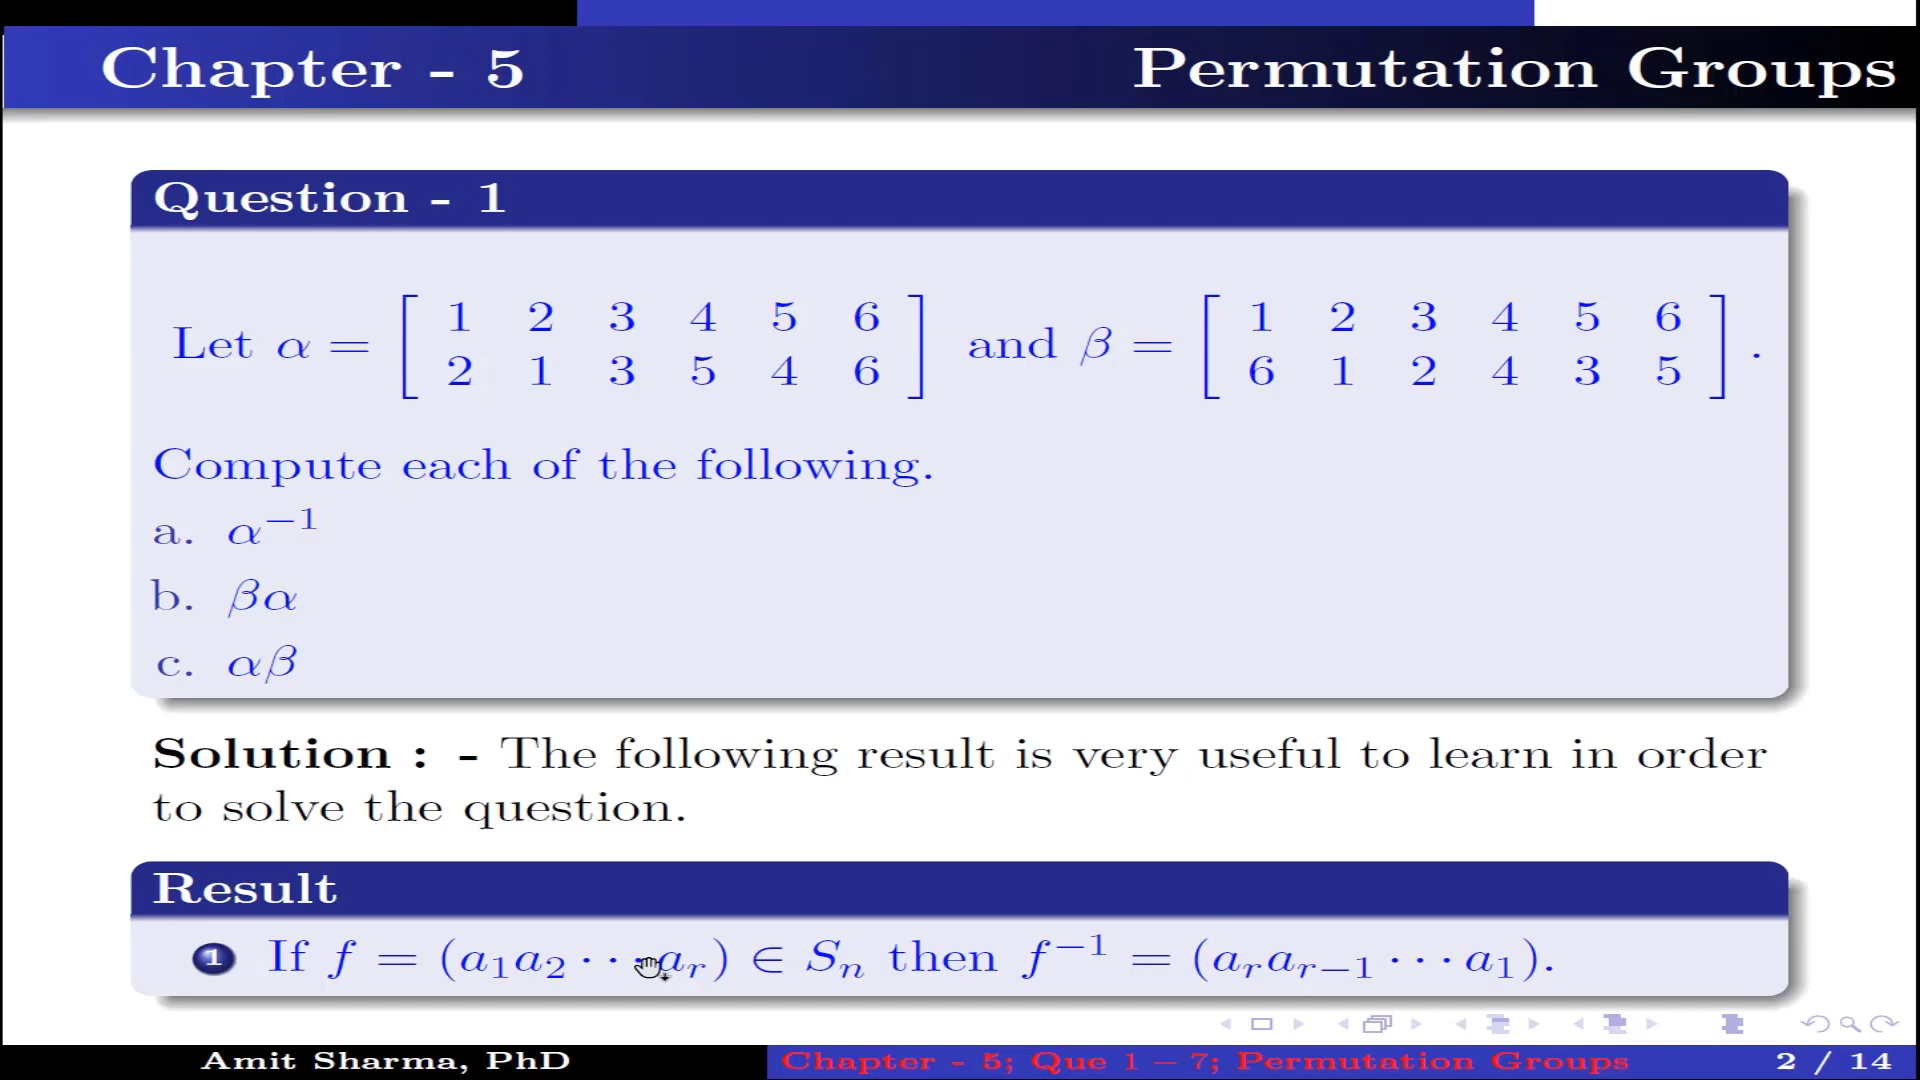 Chapter - 5 Permutation Groups
Question - 1
Let α = [ 1 2 3 4 5 6 ] and β = [ 1 2 3 4 5 6 ] .
2 1 3 5 4 6 6 1 2 4 3 5
Compute each of the following.
a. α⁻¹
b. βα
c. αβ
Solution : - The following result is very useful to learn in order
to solve the question.
Result
1 If f = (a₁a₂ · · · aᵣ) ∈ Sₙ then f⁻¹ = (aᵣaᵣ₋₁ · · · a₁).
Amit Sharma, PhD Chapter - 5; Que 1 – 7; Permutation Groups 2 / 14